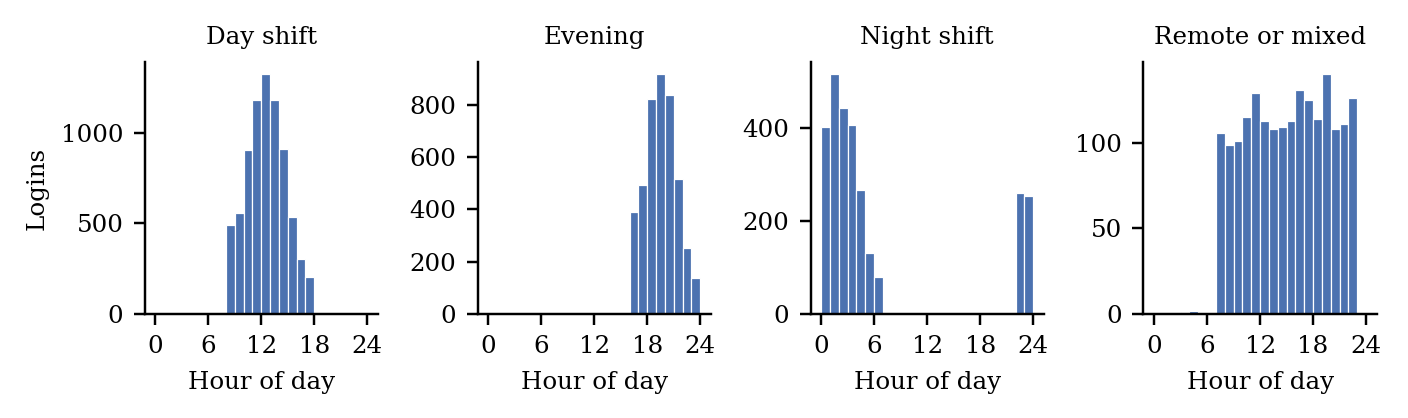 Day shift
Evening
Night shift
Remote or mixed
Logins
1000
500
0
800
600
400
200
0
400
200
0
100
50
0
0 6 12 18 24
0 6 12 18 24
0 6 12 18 24
0 6 12 18 24
Hour of day
Hour of day
Hour of day
Hour of day